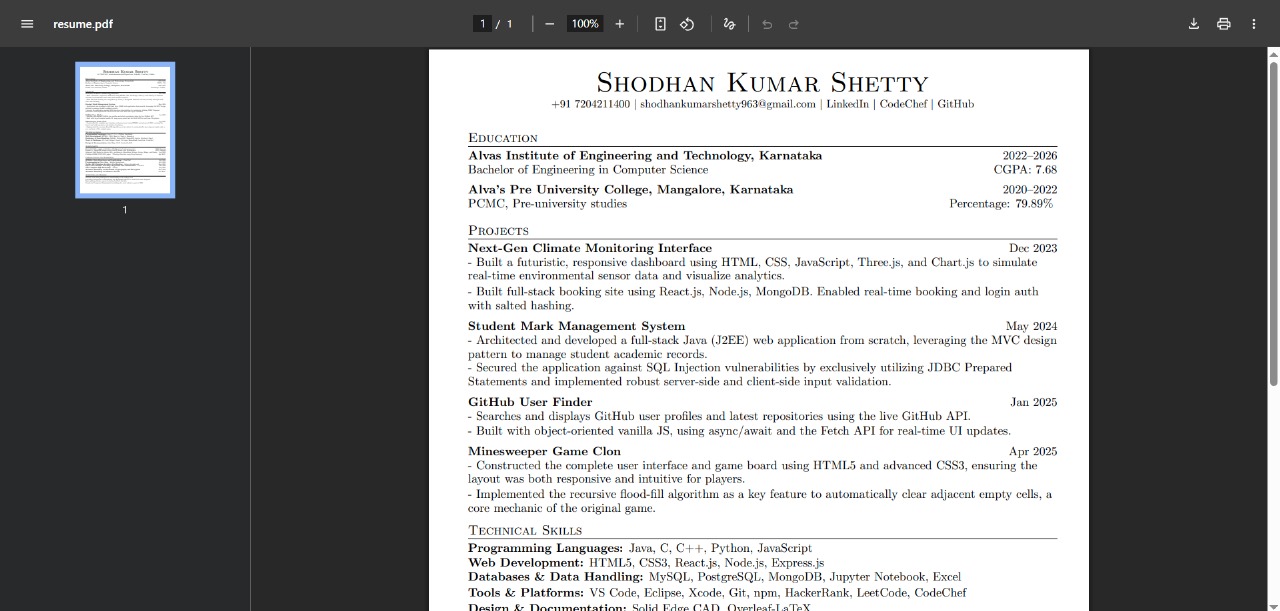 resume.pdf
1 / 1
100%
1
Shodhan Kumar Shetty
+91 7204211400 | shodhankumarshetty963@gmail.com | LinkedIn | CodeChef | GitHub
Education
Alvas Institute of Engineering and Technology, Karnataka 2022–2026
Bachelor of Engineering in Computer Science CGPA: 7.68
Alva's Pre University College, Mangalore, Karnataka 2020–2022
PCMC, Pre-university studies Percentage: 79.89%
Projects
Next-Gen Climate Monitoring Interface Dec 2023
- Built a futuristic, responsive dashboard using HTML, CSS, JavaScript, Three.js, and Chart.js to simulate
real-time environmental sensor data and visualize analytics.
- Built full-stack booking site using React.js, Node.js, MongoDB. Enabled real-time booking and login auth
with salted hashing.
Student Mark Management System May 2024
- Architected and developed a full-stack Java (J2EE) web application from scratch, leveraging the MVC design
pattern to manage student academic records.
- Secured the application against SQL Injection vulnerabilities by exclusively utilizing JDBC Prepared
Statements and implemented robust server-side and client-side input validation.
GitHub User Finder Jan 2025
- Searches and displays GitHub user profiles and latest repositories using the live GitHub API.
- Built with object-oriented vanilla JS, using async/await and the Fetch API for real-time UI updates.
Minesweeper Game Clon Apr 2025
- Constructed the complete user interface and game board using HTML5 and advanced CSS3, ensuring the
layout was both responsive and intuitive for players.
- Implemented the recursive flood-fill algorithm as a key feature to automatically clear adjacent empty cells, a
core mechanic of the original game.
Technical Skills
Programming Languages: Java, C, C++, Python, JavaScript
Web Development: HTML5, CSS3, React.js, Node.js, Express.js
Databases & Data Handling: MySQL, PostgreSQL, MongoDB, Jupyter Notebook, Excel
Tools & Platforms: VS Code, Eclipse, Xcode, Git, npm, HackerRank, LeetCode, CodeChef
Design & Documentation: Solid Edge CAD, Overleaf-LaTeX